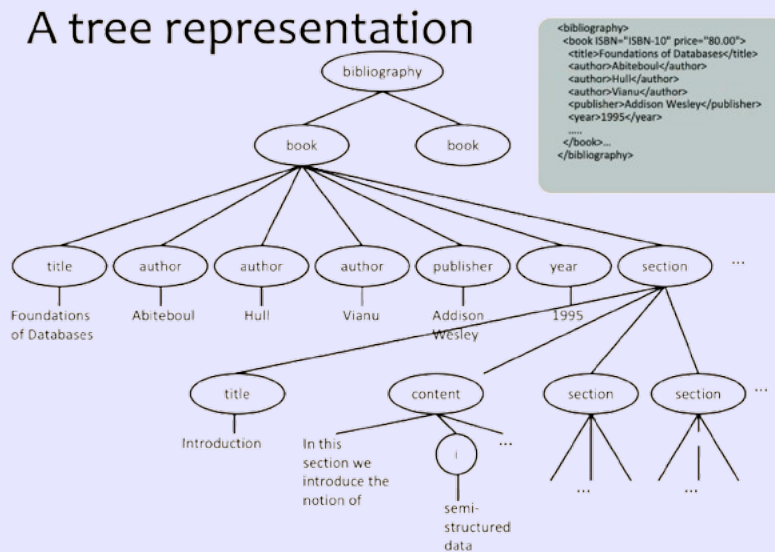 A tree representation
<bibliography>
<book ISBN="ISBN-10" price="80.00">
<title>Foundations of Databases</title>
<author>Abiteboul</author>
<author>Hull</author>
<author>Vianu</author>
<publisher>Addison Wesley</publisher>
<year>1995</year>
.....
</book>...
</bibliography>
bibliography
book book
title author author author publisher year section ...
Foundations Abiteboul Hull Vianu Addison 1995
of Databases Wesley
title content section section ...
Introduction
In this ...
section we i
introduce the
notion of
... ...
semi-
structured
data